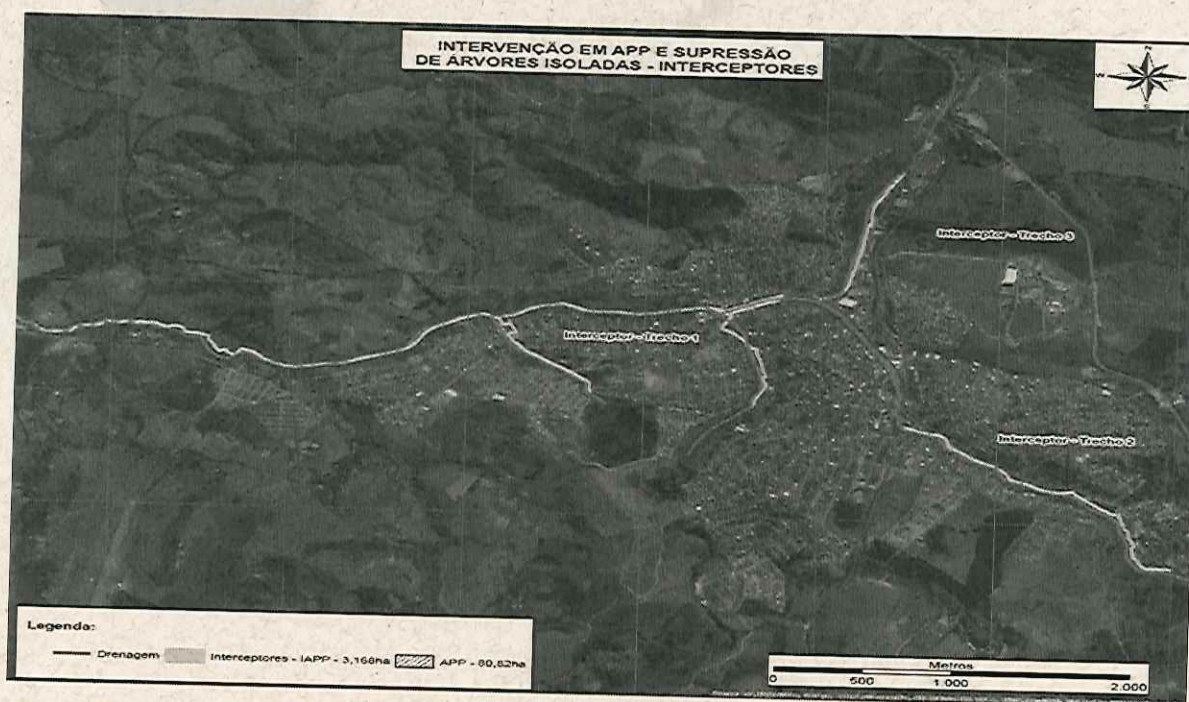 INTERVENÇÃO EM APP E SUPRESSÃO
DE ÁRVORES ISOLADAS - INTERCEPTORES
N
W
S
Interceptor - Trecho 3
Interceptor - Trecho 1
Interceptor - Trecho 2
Legenda:
Drenagem
Interceptores - IAPP - 3,168ha
APP - 80,82ha
Metros
0 500 1.000 2.000